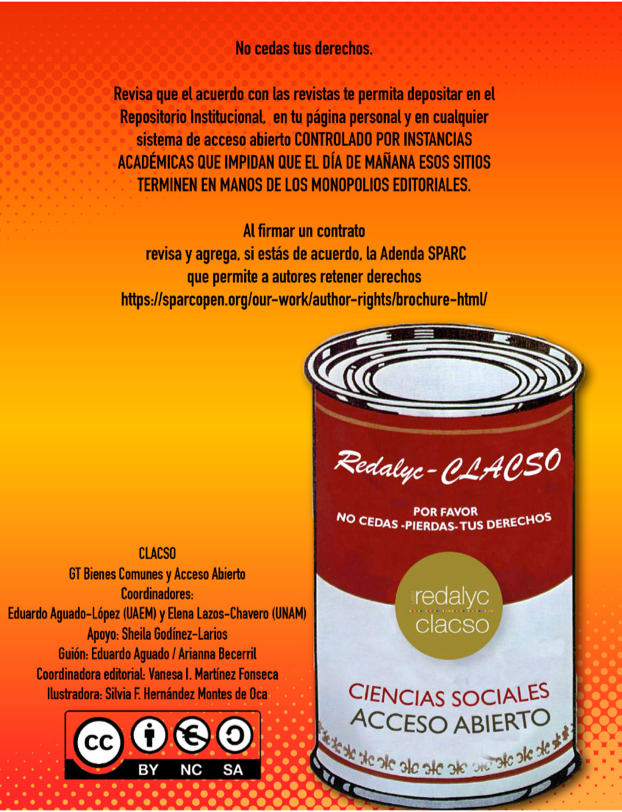 No cedas tus derechos.
Revisa que el acuerdo con las revistas te permita depositar en el
Repositorio Institucional, en tu página personal y en cualquier
sistema de acceso abierto CONTROLADO POR INSTANCIAS
ACADÉMICAS QUE IMPIDAN QUE EL DÍA DE MAÑANA ESOS SITIOS
TERMINEN EN MANOS DE LOS MONOPOLIOS EDITORIALES.
Al firmar un contrato
revisa y agrega, si estás de acuerdo, la Adenda SPARC
que permite a autores retener derechos
https://sparcopen.org/our-work/author-rights/brochure-html/
Redalyc-CLACSO
POR FAVOR
NO CEDAS -PIERDAS- TUS DERECHOS
redalyc
clacso
CIENCIAS SOCIALES
ACCESO ABIERTO
CLACSO
GT Bienes Comunes y Acceso Abierto
Coordinadores:
Eduardo Aguado-López (UAEM) y Elena Lazos-Chavero (UNAM)
Apoyo: Sheila Godínez-Larios
Guión: Eduardo Aguado / Arianna Becerril
Coordinadora editorial: Vanesa I. Martínez Fonseca
Ilustradora: Silvia F. Hernández Montes de Oca
cc
BY NC SA